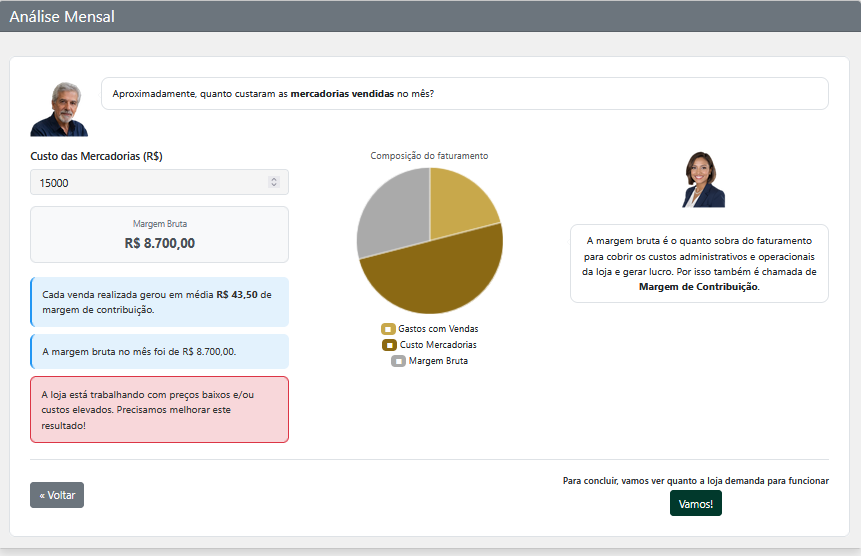 Análise Mensal
Aproximadamente, quanto custaram as mercadorias vendidas no mês?
Custo das Mercadorias (R$)
15000
Margem Bruta
R$ 8.700,00
Cada venda realizada gerou em média R$ 43,50 de
margem de contribuição.
A margem bruta no mês foi de R$ 8.700,00.
A loja está trabalhando com preços baixos e/ou
custos elevados. Precisamos melhorar este
resultado!
Composição do faturamento
Gastos com Vendas
Custo Mercadorias
Margem Bruta
A margem bruta é o quanto sobra do faturamento
para cobrir os custos administrativos e operacionais
da loja e gerar lucro. Por isso também é chamada de
Margem de Contribuição.
« Voltar
Para concluir, vamos ver quanto a loja demanda para funcionar
Vamos!